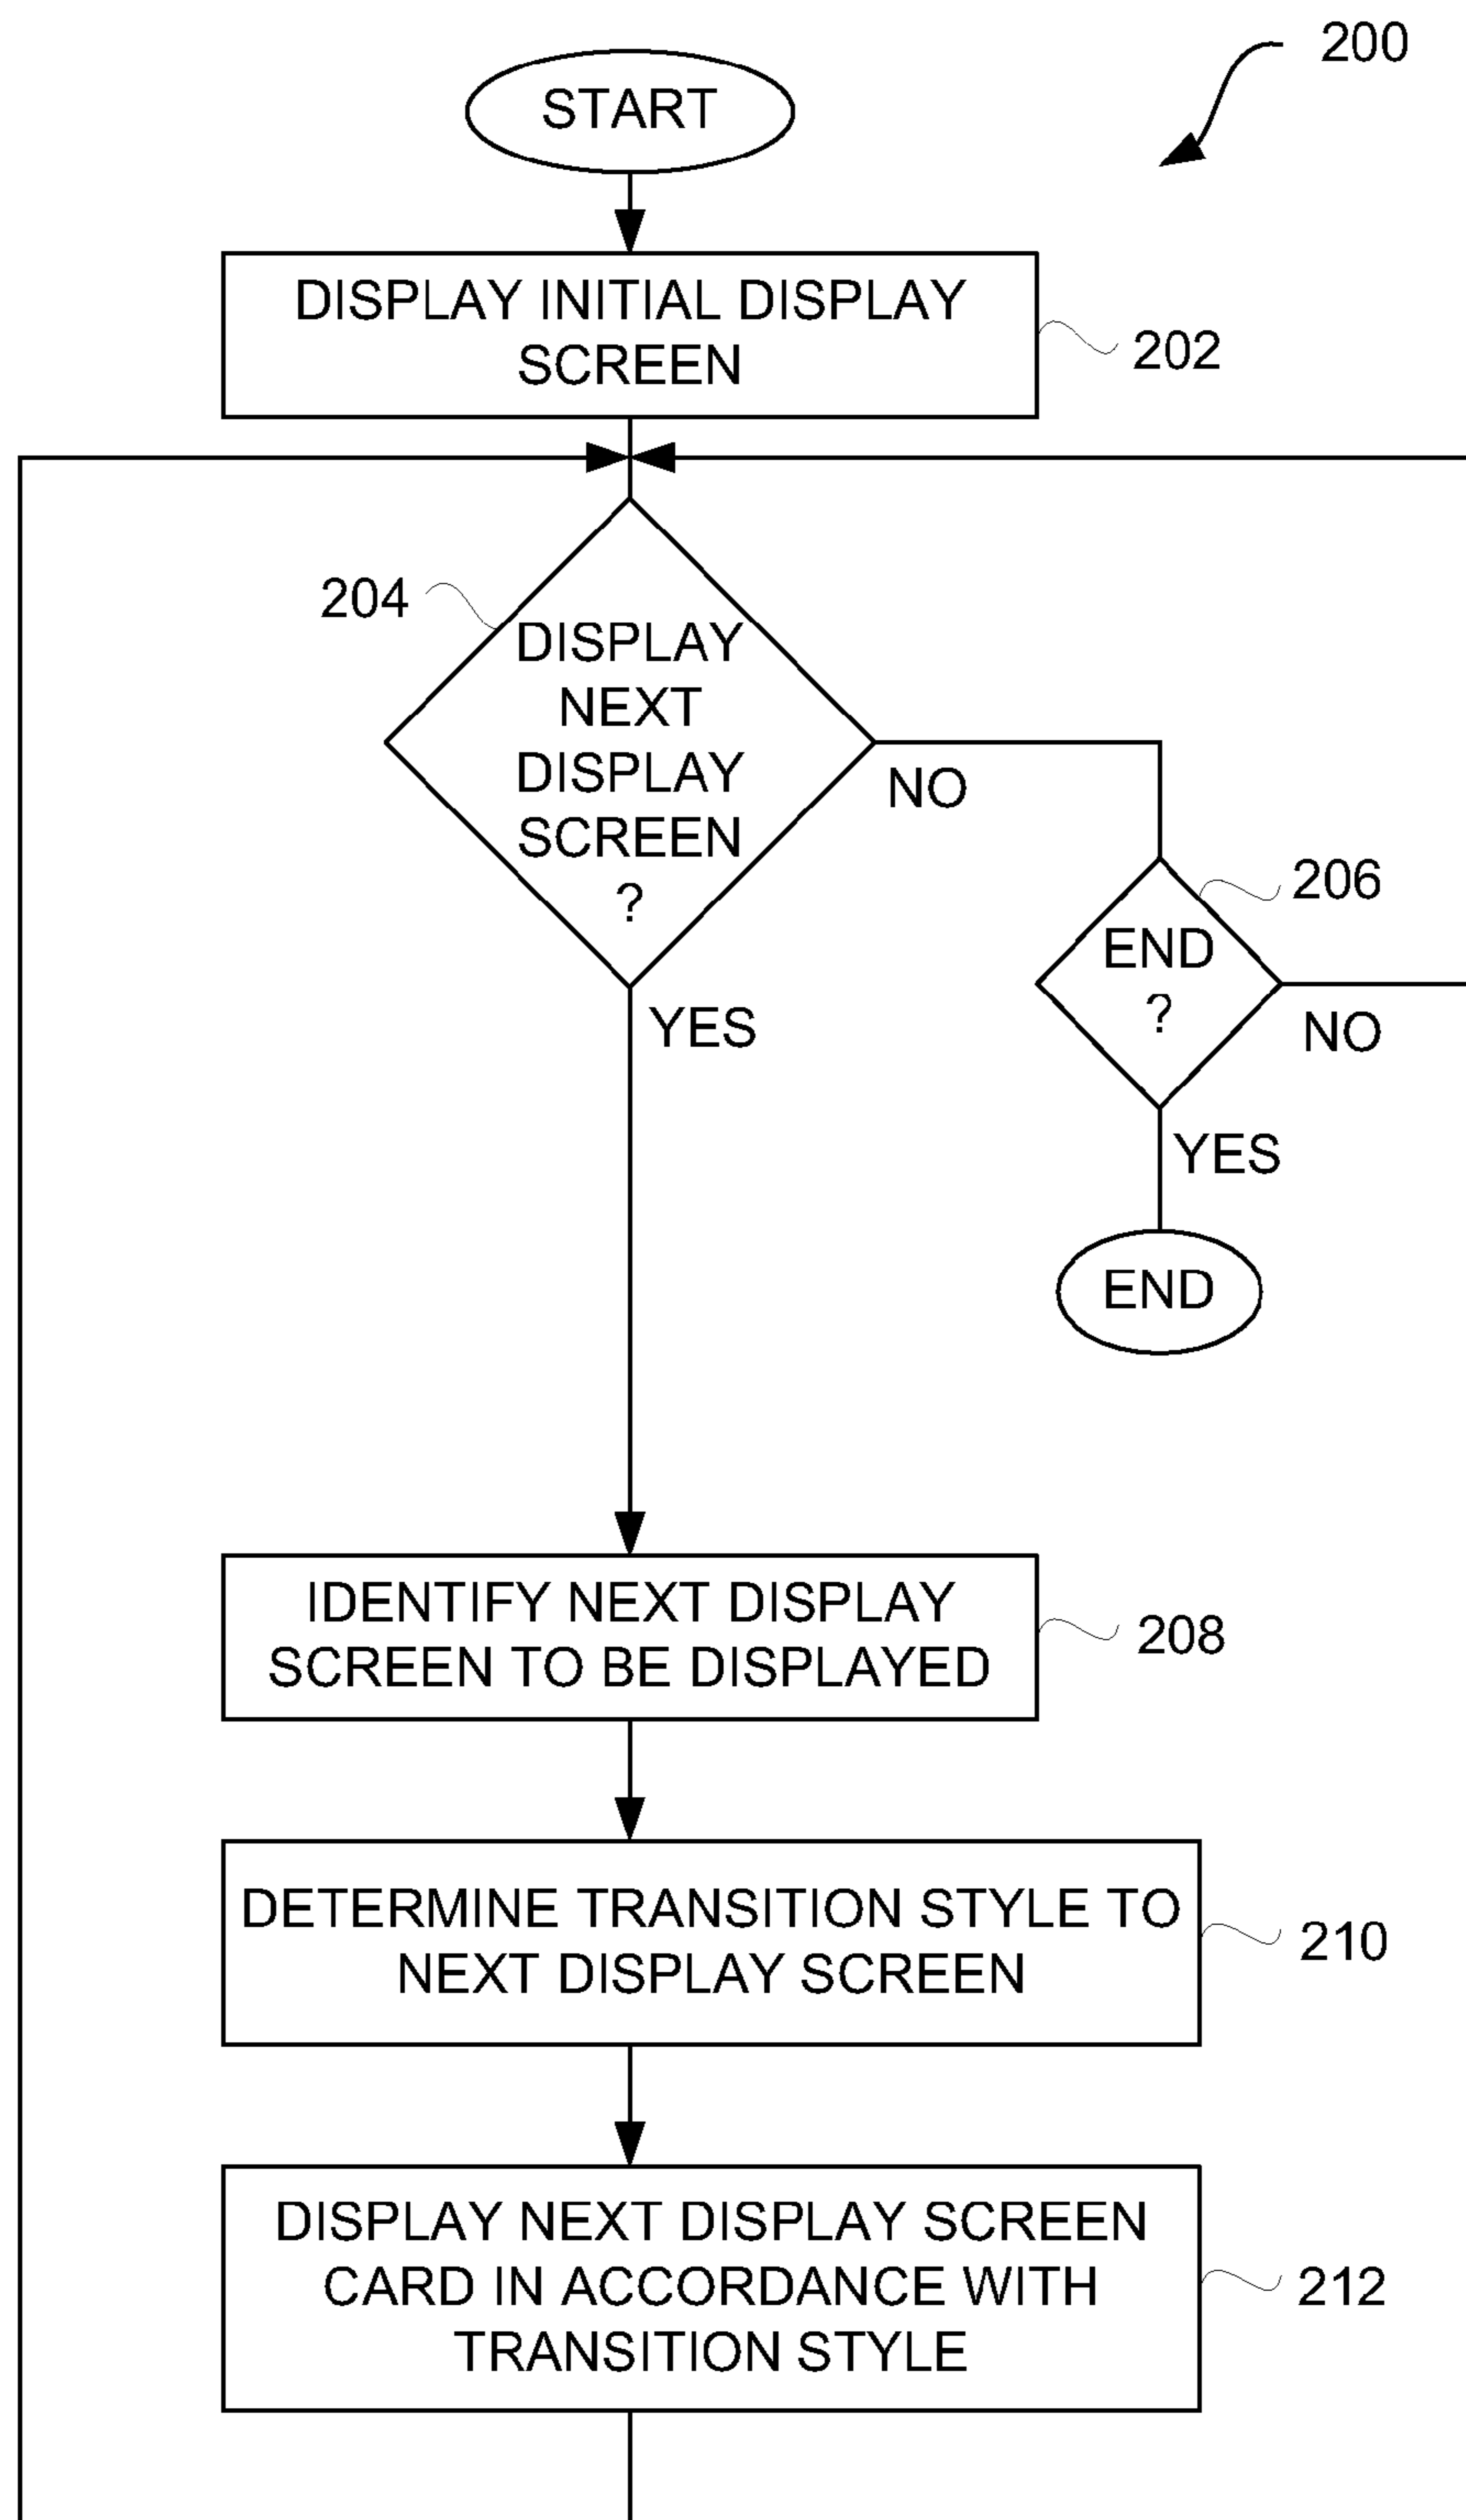 200
START
DISPLAY INITIAL DISPLAY
SCREEN
202
204
DISPLAY
NEXT
DISPLAY
SCREEN
?
NO
YES
206
END
?
NO
YES
END
IDENTIFY NEXT DISPLAY
SCREEN TO BE DISPLAYED
208
DETERMINE TRANSITION STYLE TO
NEXT DISPLAY SCREEN
210
DISPLAY NEXT DISPLAY SCREEN
CARD IN ACCORDANCE WITH
TRANSITION STYLE
212